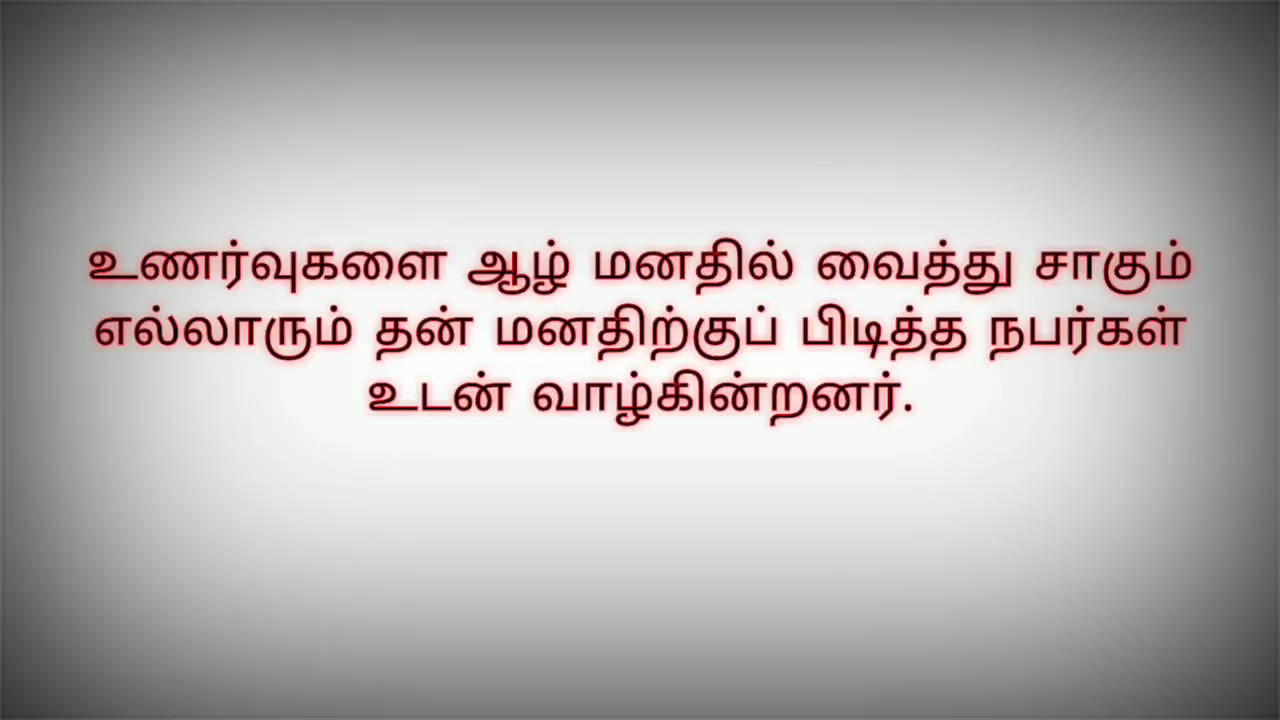 உணர்வுகளை ஆழ் மனதில் வைத்து சாகும்
எல்லாரும் தன் மனதிற்குப் பிடித்த நபர்கள்
உடன் வாழ்கின்றனர்.